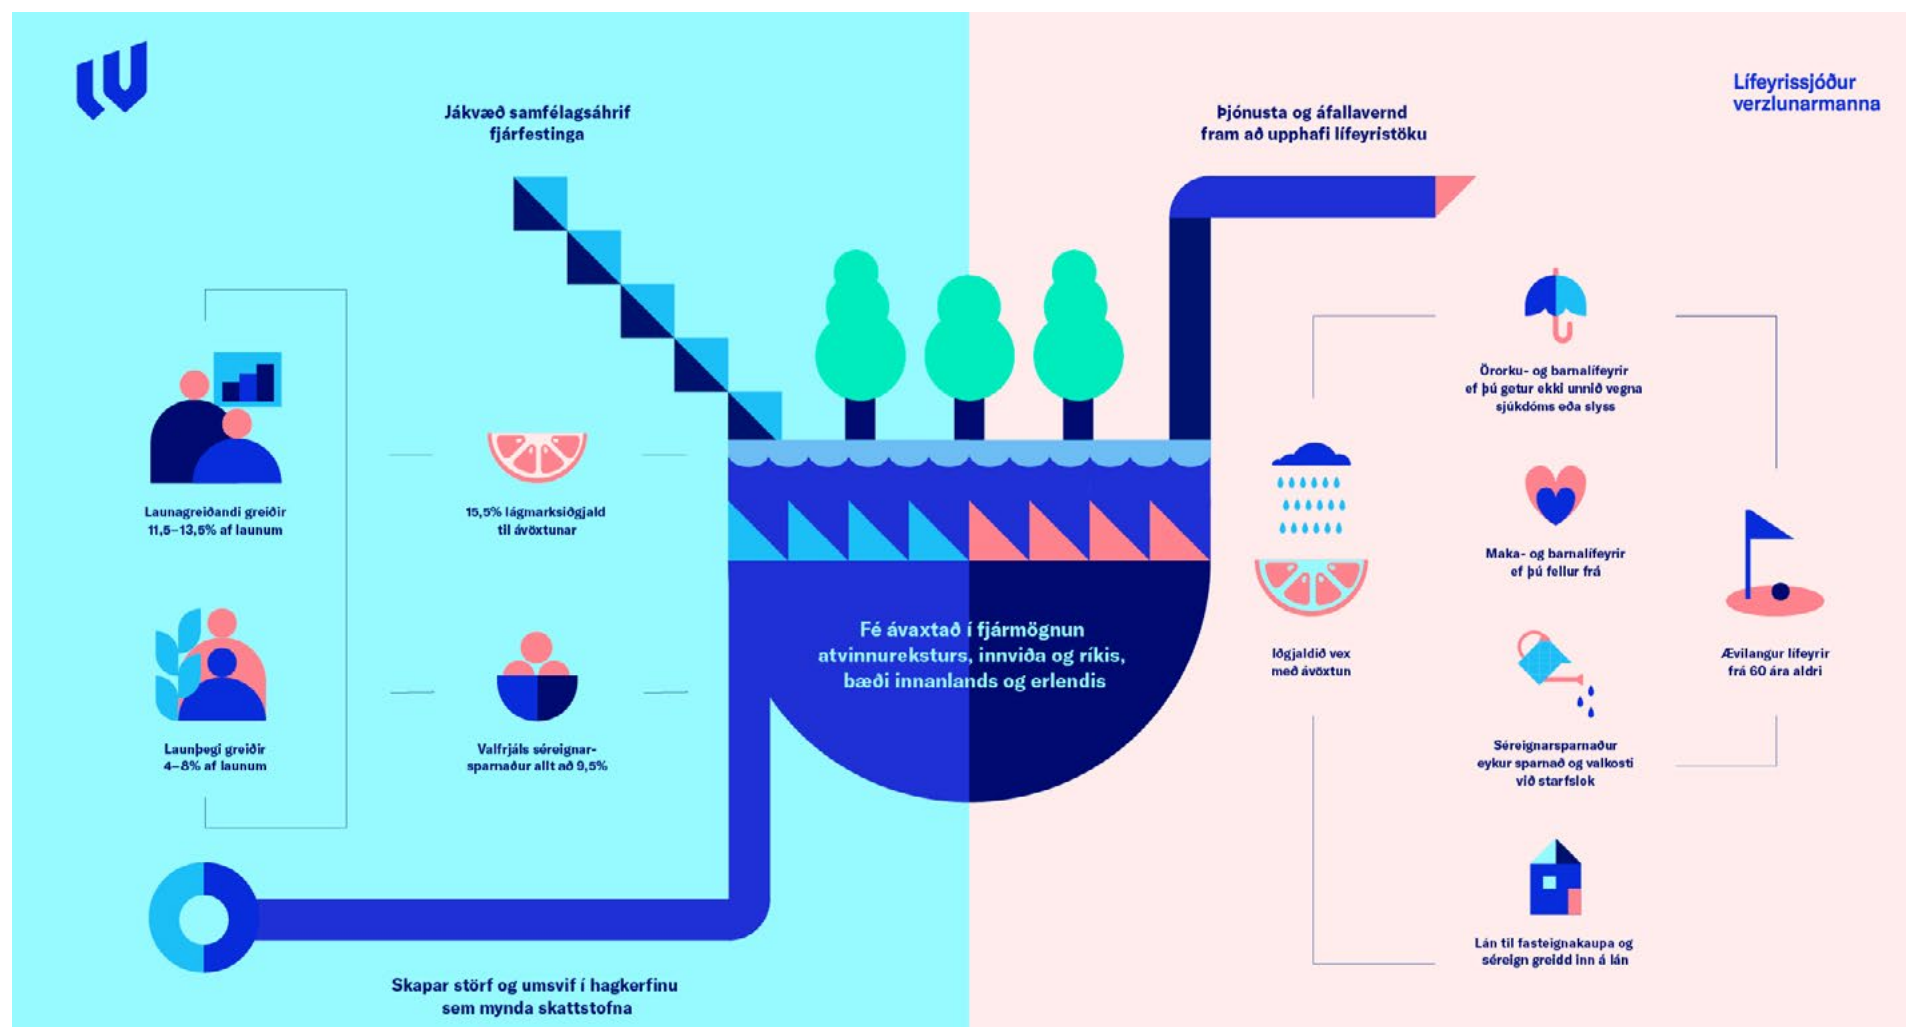 Lífeyrissjóður
verzlunarmanna
Jákvæð samfélagsáhrif
fjárfestinga
Launagreiðandi greiðir
11,5–13,5% af launum
15,5% lágmarksiðgjald
til ávöxtunar
Launþegi greiðir
4–8% af launum
Valfrjáls séreignar-
sparnaður allt að 9,5%
Skapar störf og umsvif í hagkerfinu
sem mynda skattstofna
Fé ávaxtað í fjármögnun
atvinnureksturs, innviða og ríkis,
bæði innanlands og erlendis
Þjónusta og áfallavernd
fram að upphafi lífeyristöku
Iðgjaldið vex
með ávöxtun
Örorku- og barnalífeyrir
ef þú getur ekki unnið vegna
sjúkdóms eða slyss
Maka- og barnalífeyrir
ef þú fellur frá
Séreignarsparnaður
eykur sparnað og valkosti
við starfslok
Lán til fasteignakaupa og
séreign greidd inn á lán
Ævilangur lífeyrir
frá 60 ára aldri